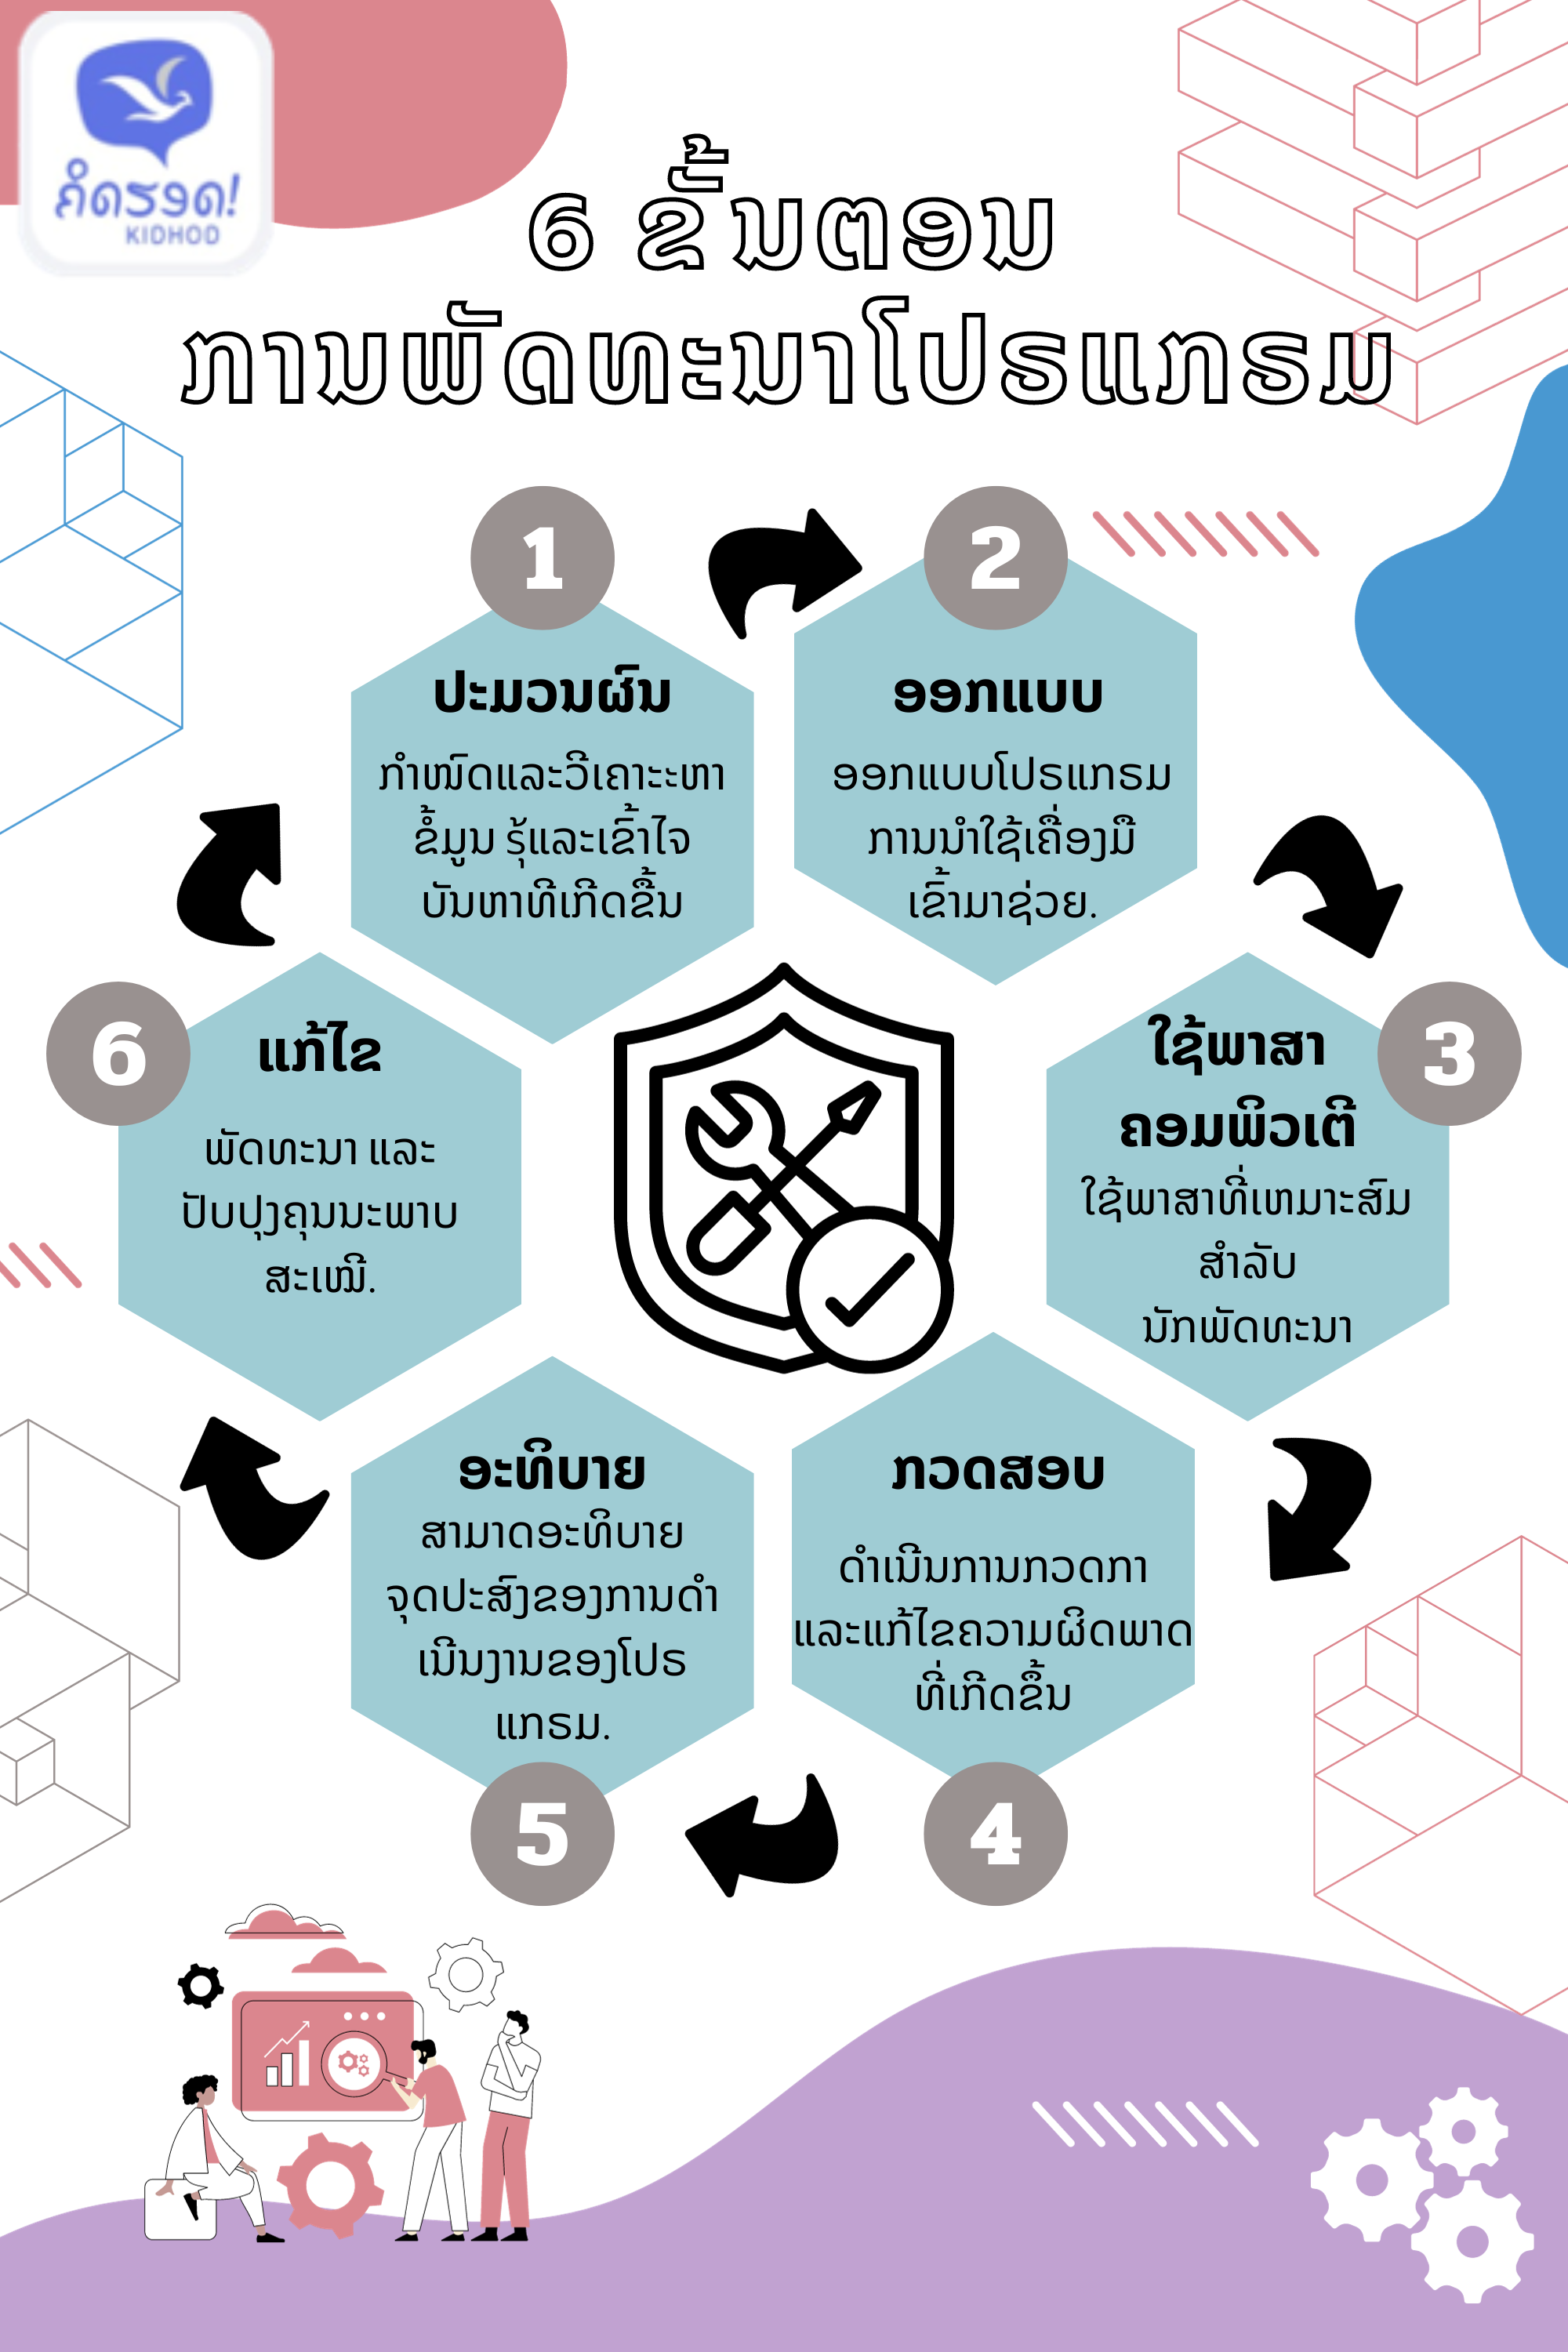 ຄິດຮອດ!
KIDHOD
6 ຂັ້ນຕອນ
ການພັດທະນາໂປຣແກຣມ
1
ປະມວນຜົນ
ກຳໜົດແລະວິເຄາະະຫາ
ຂໍ້ມູນ ຮູ້ແລະເຂົ້າໄຈ
ບັນຫາທີເກີດຂື້ນ
2
ອອກແບບ
ອອກແບບໂປຣແກຣມ
ການນຳໃຊ້ເຄື່ອງມື
ເຂົ້າມາຊ່ວຍ.
3
ໃຊ້ພາສາ
ຄອມພິວເຕີ
ໃຊ້ພາສາທີ່ເຫມາະສົມ
ສຳລັບ
ນັກພັດທະນາ
4
ກວດສອບ
ດຳເນີນການກວດກາ
ແລະແກ້ໄຂຄວາມຜິດພາດ
ທີ່ເກີດຂຶ້ນ
5
ອະທິບາຍ
ສາມາດອະທິບາຍ
ຈຸດປະສົງຂອງການດຳ
ເນີນງານຂອງໂປຣ
ແກຣມ.
6
ແກ້ໄຂ
ພັດທະນາ ແລະ
ປັບປຸງຄຸນນະພາບ
ສະເໝີ.